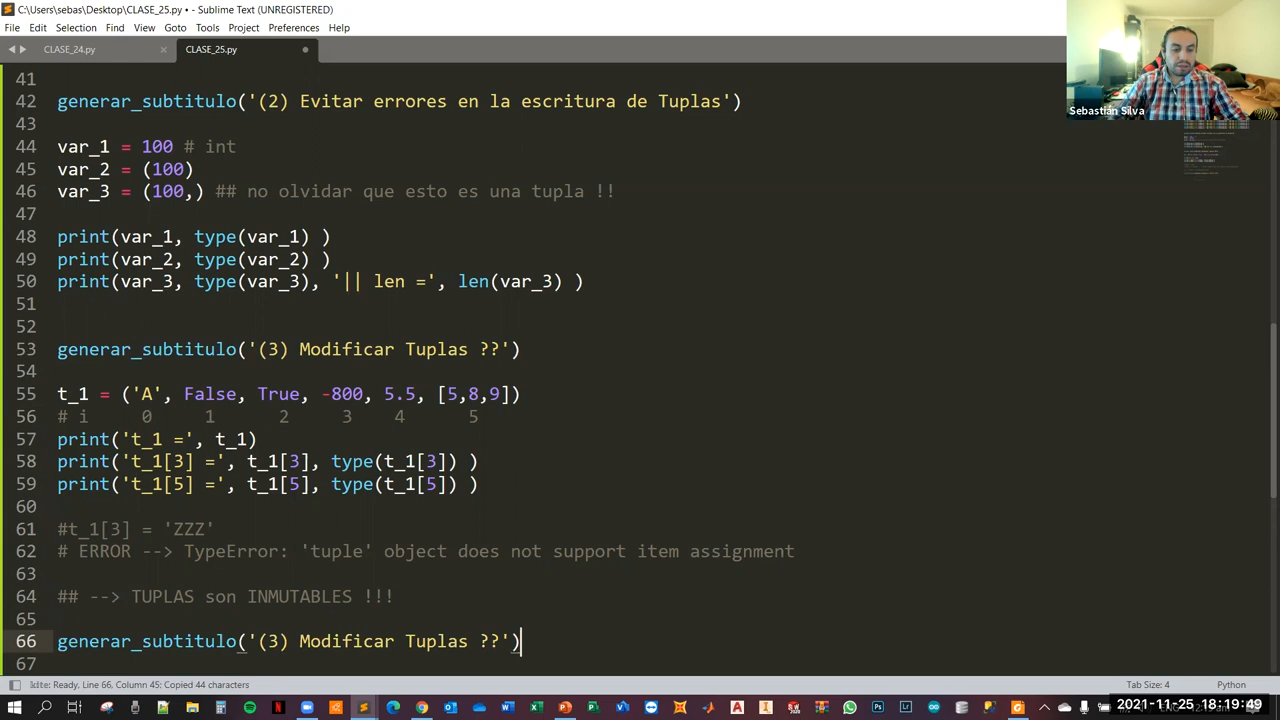 C:\Users\sebas\Desktop\CLASE_25.py • - Sublime Text (UNREGISTERED)
File Edit Selection Find View Goto Tools Project Preferences Help
CLASE_24.py × CLASE_25.py
Sebastián Silva
41
42 generar_subtitulo('(2) Evitar errores en la escritura de Tuplas')
43
44 var_1 = 100 # int
45 var_2 = (100)
46 var_3 = (100,) ## no olvidar que esto es una tupla !!
47
48 print(var_1, type(var_1) )
49 print(var_2, type(var_2) )
50 print(var_3, type(var_3), '|| len =', len(var_3) )
51
52
53 generar_subtitulo('(3) Modificar Tuplas ??')
54
55 t_1 = ('A', False, True, -800, 5.5, [5,8,9])
56 # i 0 1 2 3 4 5
57 print('t_1 =', t_1)
58 print('t_1[3] =', t_1[3], type(t_1[3]) )
59 print('t_1[5] =', t_1[5], type(t_1[5]) )
60
61 #t_1[3] = 'ZZZ'
62 # ERROR --> TypeError: 'tuple' object does not support item assignment
63
64 ## --> TUPLAS son INMUTABLES !!!
65
66 generar_subtitulo('(3) Modificar Tuplas ??')
67
Ready, Line 66, Column 45: Copied 44 characters Tab Size: 4 Python
2021-11-25 18:19:49